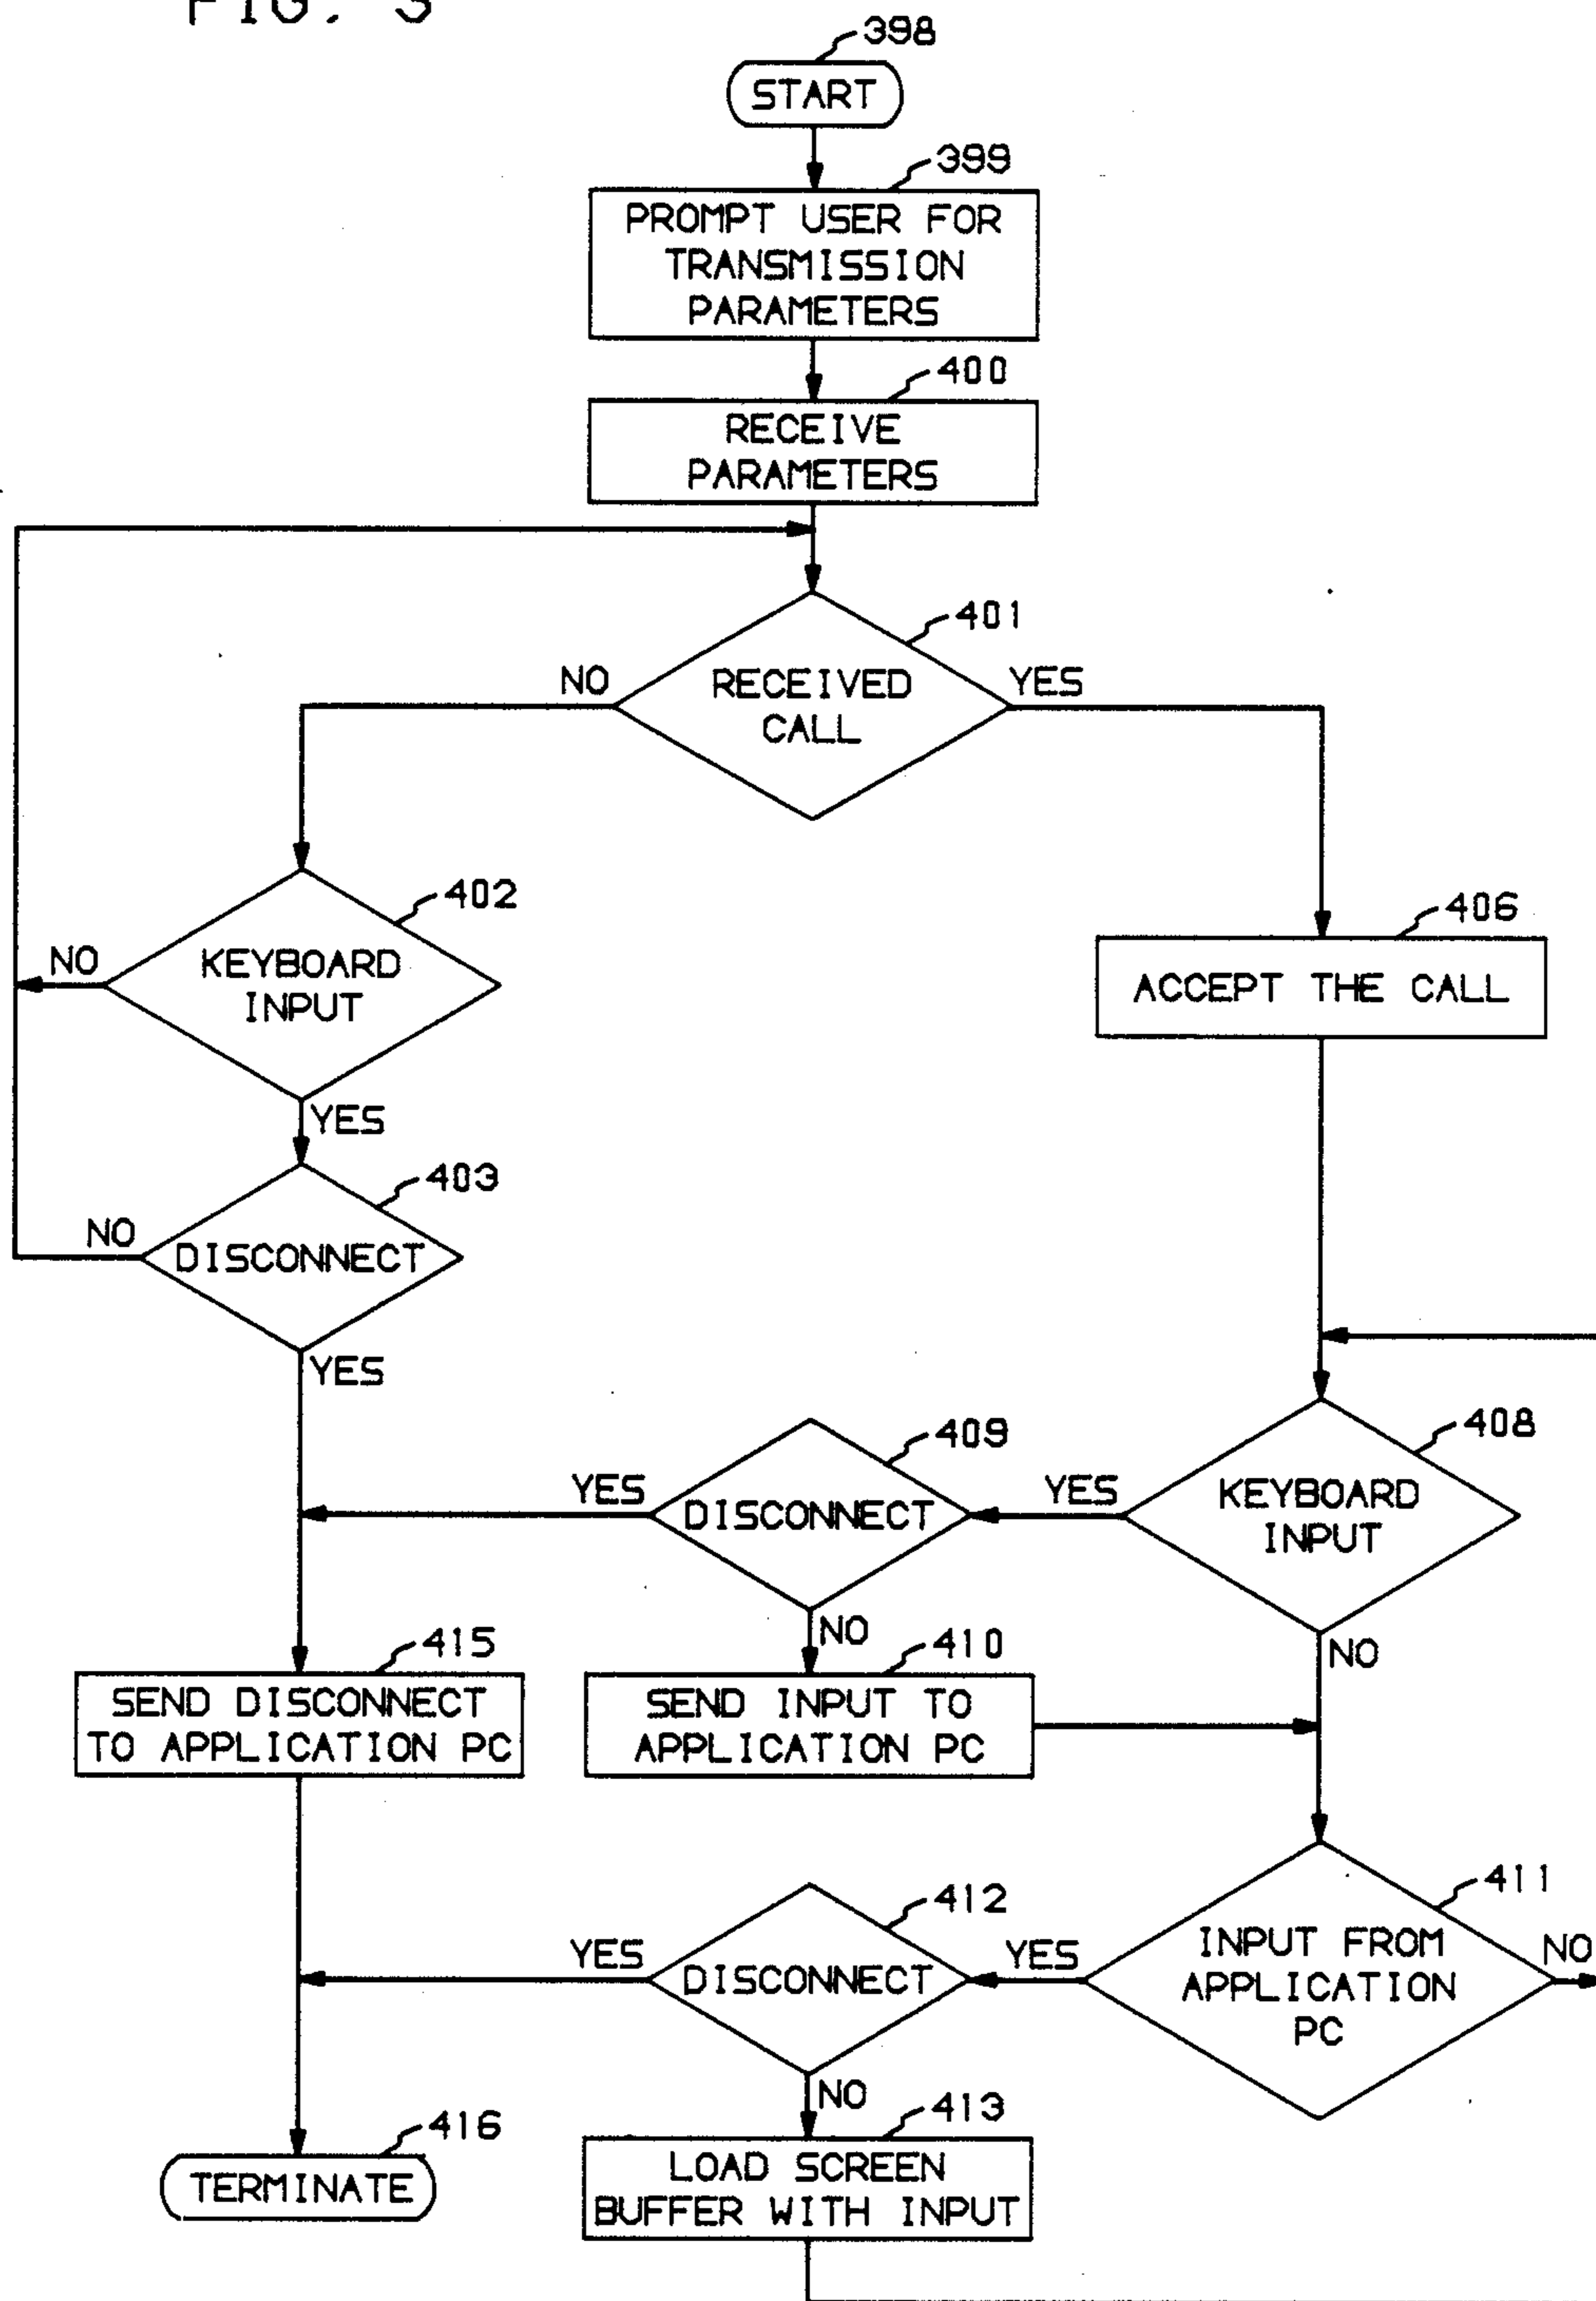 FIG. 3
398
START
399
PROMPT USER FOR
TRANSMISSION
PARAMETERS
400
RECEIVE
PARAMETERS
401
NO
RECEIVED
CALL
YES
402
NO
KEYBOARD
INPUT
YES
406
ACCEPT THE CALL
403
NO
DISCONNECT
YES
408
KEYBOARD
INPUT
YES
NO
409
DISCONNECT
YES
NO
415
SEND DISCONNECT
TO APPLICATION PC
410
SEND INPUT TO
APPLICATION PC
411
INPUT FROM
APPLICATION
PC
YES
NO
412
DISCONNECT
YES
NO
413
LOAD SCREEN
BUFFER WITH INPUT
416
TERMINATE